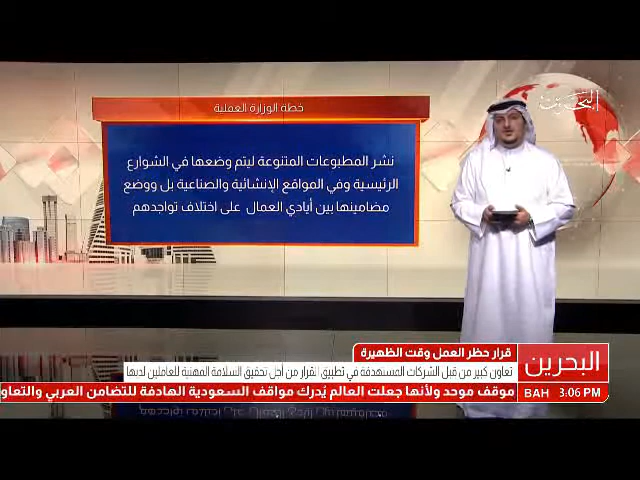 البحرين
خطة الوزارة العملية
نشر المطبوعات المتنوعة ليتم وضعها في الشوارع
الرئيسية وفي المواقع الإنشائية والصناعية بل ووضع
مضامينها بين أيادي العمال على اختلاف تواجدهم
قرار حظر العمل وقت الظهيرة
تعاون كبير من قبل الشركات المستهدفة في تطبيق القرار من أجل تحقيق السلامة المهنية للعاملين لديها
البحرين
موقف موحد ولأنها جعلت العالم يُدرك مواقف السعودية الهادفة للتضامن العربي والتعاو
BAH 3:06 PM